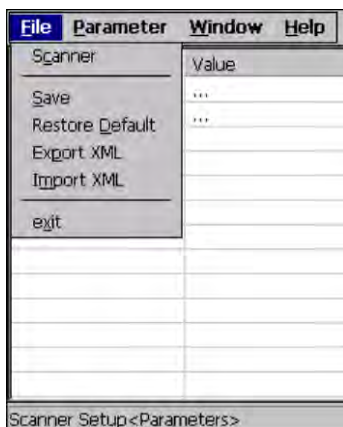 File Parameter Window Help
Scanner
Value
Save
...
Restore Default
...
Export XML
Import XML
exit
Scanner Setup<Parameters>